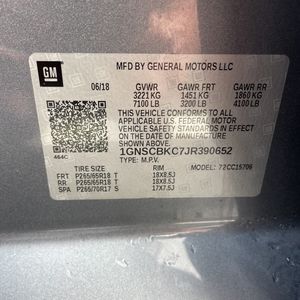 GM
MFD BY GENERAL MOTORS LLC
06/18 GVWR GAWR FRT GAWR RR
3221 KG 1451 KG 1860 KG
7100 LB 3200 LB 4100 LB
THIS VEHICLE CONFORMS TO ALL
APPLICABLE U.S. FEDERAL MOTOR
VEHICLE SAFETY STANDARDS IN
EFFECT ON THE DATE OF MANUFACTURE
SHOWN ABOVE.
464C
1GNSCBKC7JR390652
TYPE: M.P.V. MODEL: 72CC15706
TIRE SIZE RIM
FRT P265/65R18 T 18X8.5J
RR P265/65R18 T 18X8.5J
SPA P265/70R17 S 17X7.5J